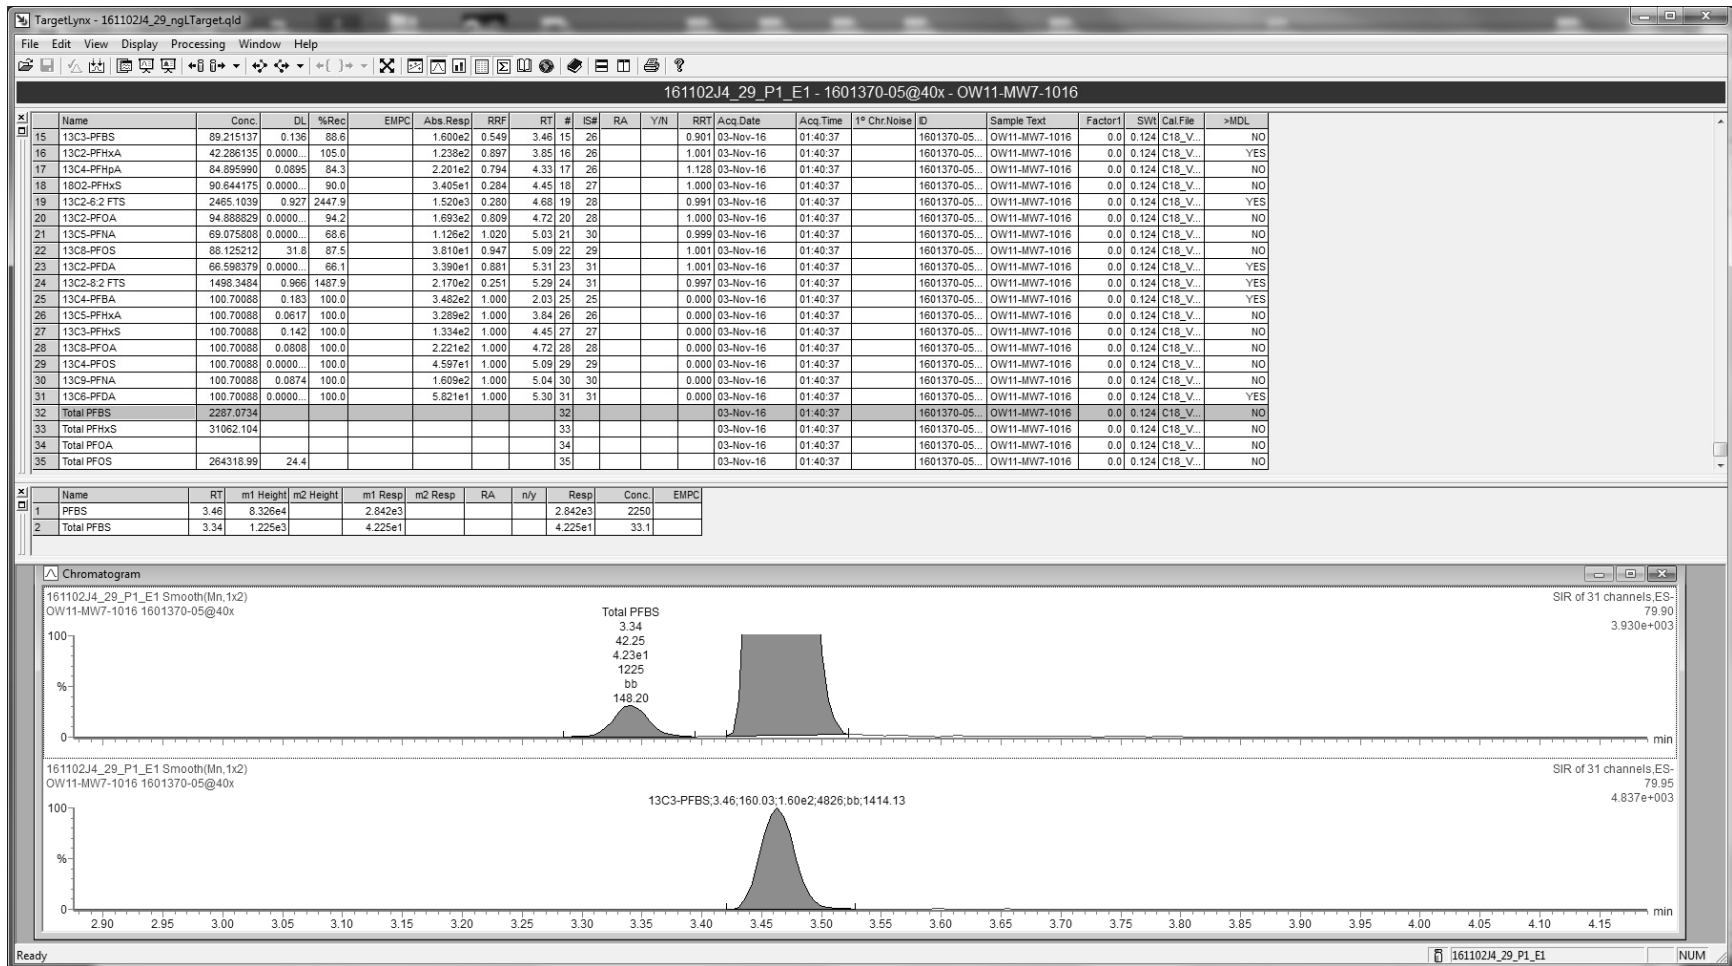 TargetLynx - 161102J4_29_ngLTarget.qld
File Edit View Display Processing Window Help
161102J4_29_P1_E1 - 1601370-05@40x - OW11-MW7-1016
Name Conc. DL %Rec EMPC Abs.Resp RRF RT # IS# RA Y/N RRT Acq.Date Acq.Time 1º Chr.Noise ID Sample Text Factor1 SWt Cal.File >MDL
15 13C3-PFBS 89.215137 0.136 88.6 1.600e2 0.549 3.46 15 26 0.901 03-Nov-16 01:40:37 1601370-05... OW11-MW7-1016 0.0 0.124 C18_V... NO
16 13C2-PFHxA 42.286135 0.0000... 105.0 1.238e2 0.897 3.85 16 26 1.001 03-Nov-16 01:40:37 1601370-05... OW11-MW7-1016 0.0 0.124 C18_V... YES
17 13C4-PFHpA 84.895990 0.0895 84.3 2.201e2 0.794 4.33 17 26 1.128 03-Nov-16 01:40:37 1601370-05... OW11-MW7-1016 0.0 0.124 C18_V... NO
18 18O2-PFHxS 90.644175 0.0000... 90.0 3.405e1 0.284 4.45 18 27 1.000 03-Nov-16 01:40:37 1601370-05... OW11-MW7-1016 0.0 0.124 C18_V... NO
19 13C2-6:2 FTS 2465.1039 0.927 2447.9 1.520e3 0.280 4.68 19 28 0.991 03-Nov-16 01:40:37 1601370-05... OW11-MW7-1016 0.0 0.124 C18_V... YES
20 13C2-PFOA 94.888829 0.0000... 94.2 1.693e2 0.809 4.72 20 28 1.000 03-Nov-16 01:40:37 1601370-05... OW11-MW7-1016 0.0 0.124 C18_V... NO
21 13C5-PFNA 69.075808 0.0000... 68.6 1.126e2 1.020 5.03 21 30 0.999 03-Nov-16 01:40:37 1601370-05... OW11-MW7-1016 0.0 0.124 C18_V... NO
22 13C8-PFOS 88.125212 31.8 87.5 3.810e1 0.947 5.09 22 29 1.001 03-Nov-16 01:40:37 1601370-05... OW11-MW7-1016 0.0 0.124 C18_V... NO
23 13C2-PFDA 66.598379 0.0000... 66.1 3.390e1 0.881 5.31 23 31 1.001 03-Nov-16 01:40:37 1601370-05... OW11-MW7-1016 0.0 0.124 C18_V... YES
24 13C2-8:2 FTS 1498.3484 0.966 1487.9 2.170e2 0.251 5.29 24 31 0.997 03-Nov-16 01:40:37 1601370-05... OW11-MW7-1016 0.0 0.124 C18_V... YES
25 13C4-PFBA 100.70088 0.183 100.0 3.482e2 1.000 2.03 25 25 0.000 03-Nov-16 01:40:37 1601370-05... OW11-MW7-1016 0.0 0.124 C18_V... YES
26 13C5-PFHxA 100.70088 0.0617 100.0 3.289e2 1.000 3.84 26 26 0.000 03-Nov-16 01:40:37 1601370-05... OW11-MW7-1016 0.0 0.124 C18_V... NO
27 13C3-PFHxS 100.70088 0.142 100.0 1.334e2 1.000 4.45 27 27 0.000 03-Nov-16 01:40:37 1601370-05... OW11-MW7-1016 0.0 0.124 C18_V... NO
28 13C8-PFOA 100.70088 0.0808 100.0 2.221e2 1.000 4.72 28 28 0.000 03-Nov-16 01:40:37 1601370-05... OW11-MW7-1016 0.0 0.124 C18_V... NO
29 13C4-PFOS 100.70088 0.0000... 100.0 4.597e1 1.000 5.09 29 29 0.000 03-Nov-16 01:40:37 1601370-05... OW11-MW7-1016 0.0 0.124 C18_V... NO
30 13C9-PFNA 100.70088 0.0874 100.0 1.609e2 1.000 5.04 30 30 0.000 03-Nov-16 01:40:37 1601370-05... OW11-MW7-1016 0.0 0.124 C18_V... NO
31 13C6-PFDA 100.70088 0.0000... 100.0 5.821e1 1.000 5.30 31 31 0.000 03-Nov-16 01:40:37 1601370-05... OW11-MW7-1016 0.0 0.124 C18_V... YES
32 Total PFBS 2287.0734 32 03-Nov-16 01:40:37 1601370-05... OW11-MW7-1016 0.0 0.124 C18_V... NO
33 Total PFHxS 31062.104 33 03-Nov-16 01:40:37 1601370-05... OW11-MW7-1016 0.0 0.124 C18_V... NO
34 Total PFOA 34 03-Nov-16 01:40:37 1601370-05... OW11-MW7-1016 0.0 0.124 C18_V... NO
35 Total PFOS 264318.99 24.4 35 03-Nov-16 01:40:37 1601370-05... OW11-MW7-1016 0.0 0.124 C18_V... NO
Name RT m1 Height m2 Height m1 Resp m2 Resp RA n/y Resp Conc. EMPC
1 PFBS 3.46 8.326e4 2.842e3 2.842e3 2250
2 Total PFBS 3.34 1.225e3 4.225e1 4.225e1 33.1
Chromatogram
161102J4_29_P1_E1 Smooth(Mn,1x2) SIR of 31 channels,ES-
OW11-MW7-1016 1601370-05@40x 79.90
3.930e+003
Total PFBS
3.34
42.25
4.23e1
1225
bb
148.20
100
%
0
min
161102J4_29_P1_E1 Smooth(Mn,1x2) SIR of 31 channels,ES-
OW11-MW7-1016 1601370-05@40x 79.95
4.837e+003
13C3-PFBS;3.46;160.03;1.60e2;4826;bb;1414.13
100
%
0
min
2.90 2.95 3.00 3.05 3.10 3.15 3.20 3.25 3.30 3.35 3.40 3.45 3.50 3.55 3.60 3.65 3.70 3.75 3.80 3.85 3.90 3.95 4.00 4.05 4.10 4.15
Ready 161102J4_29_P1_E1 NUM